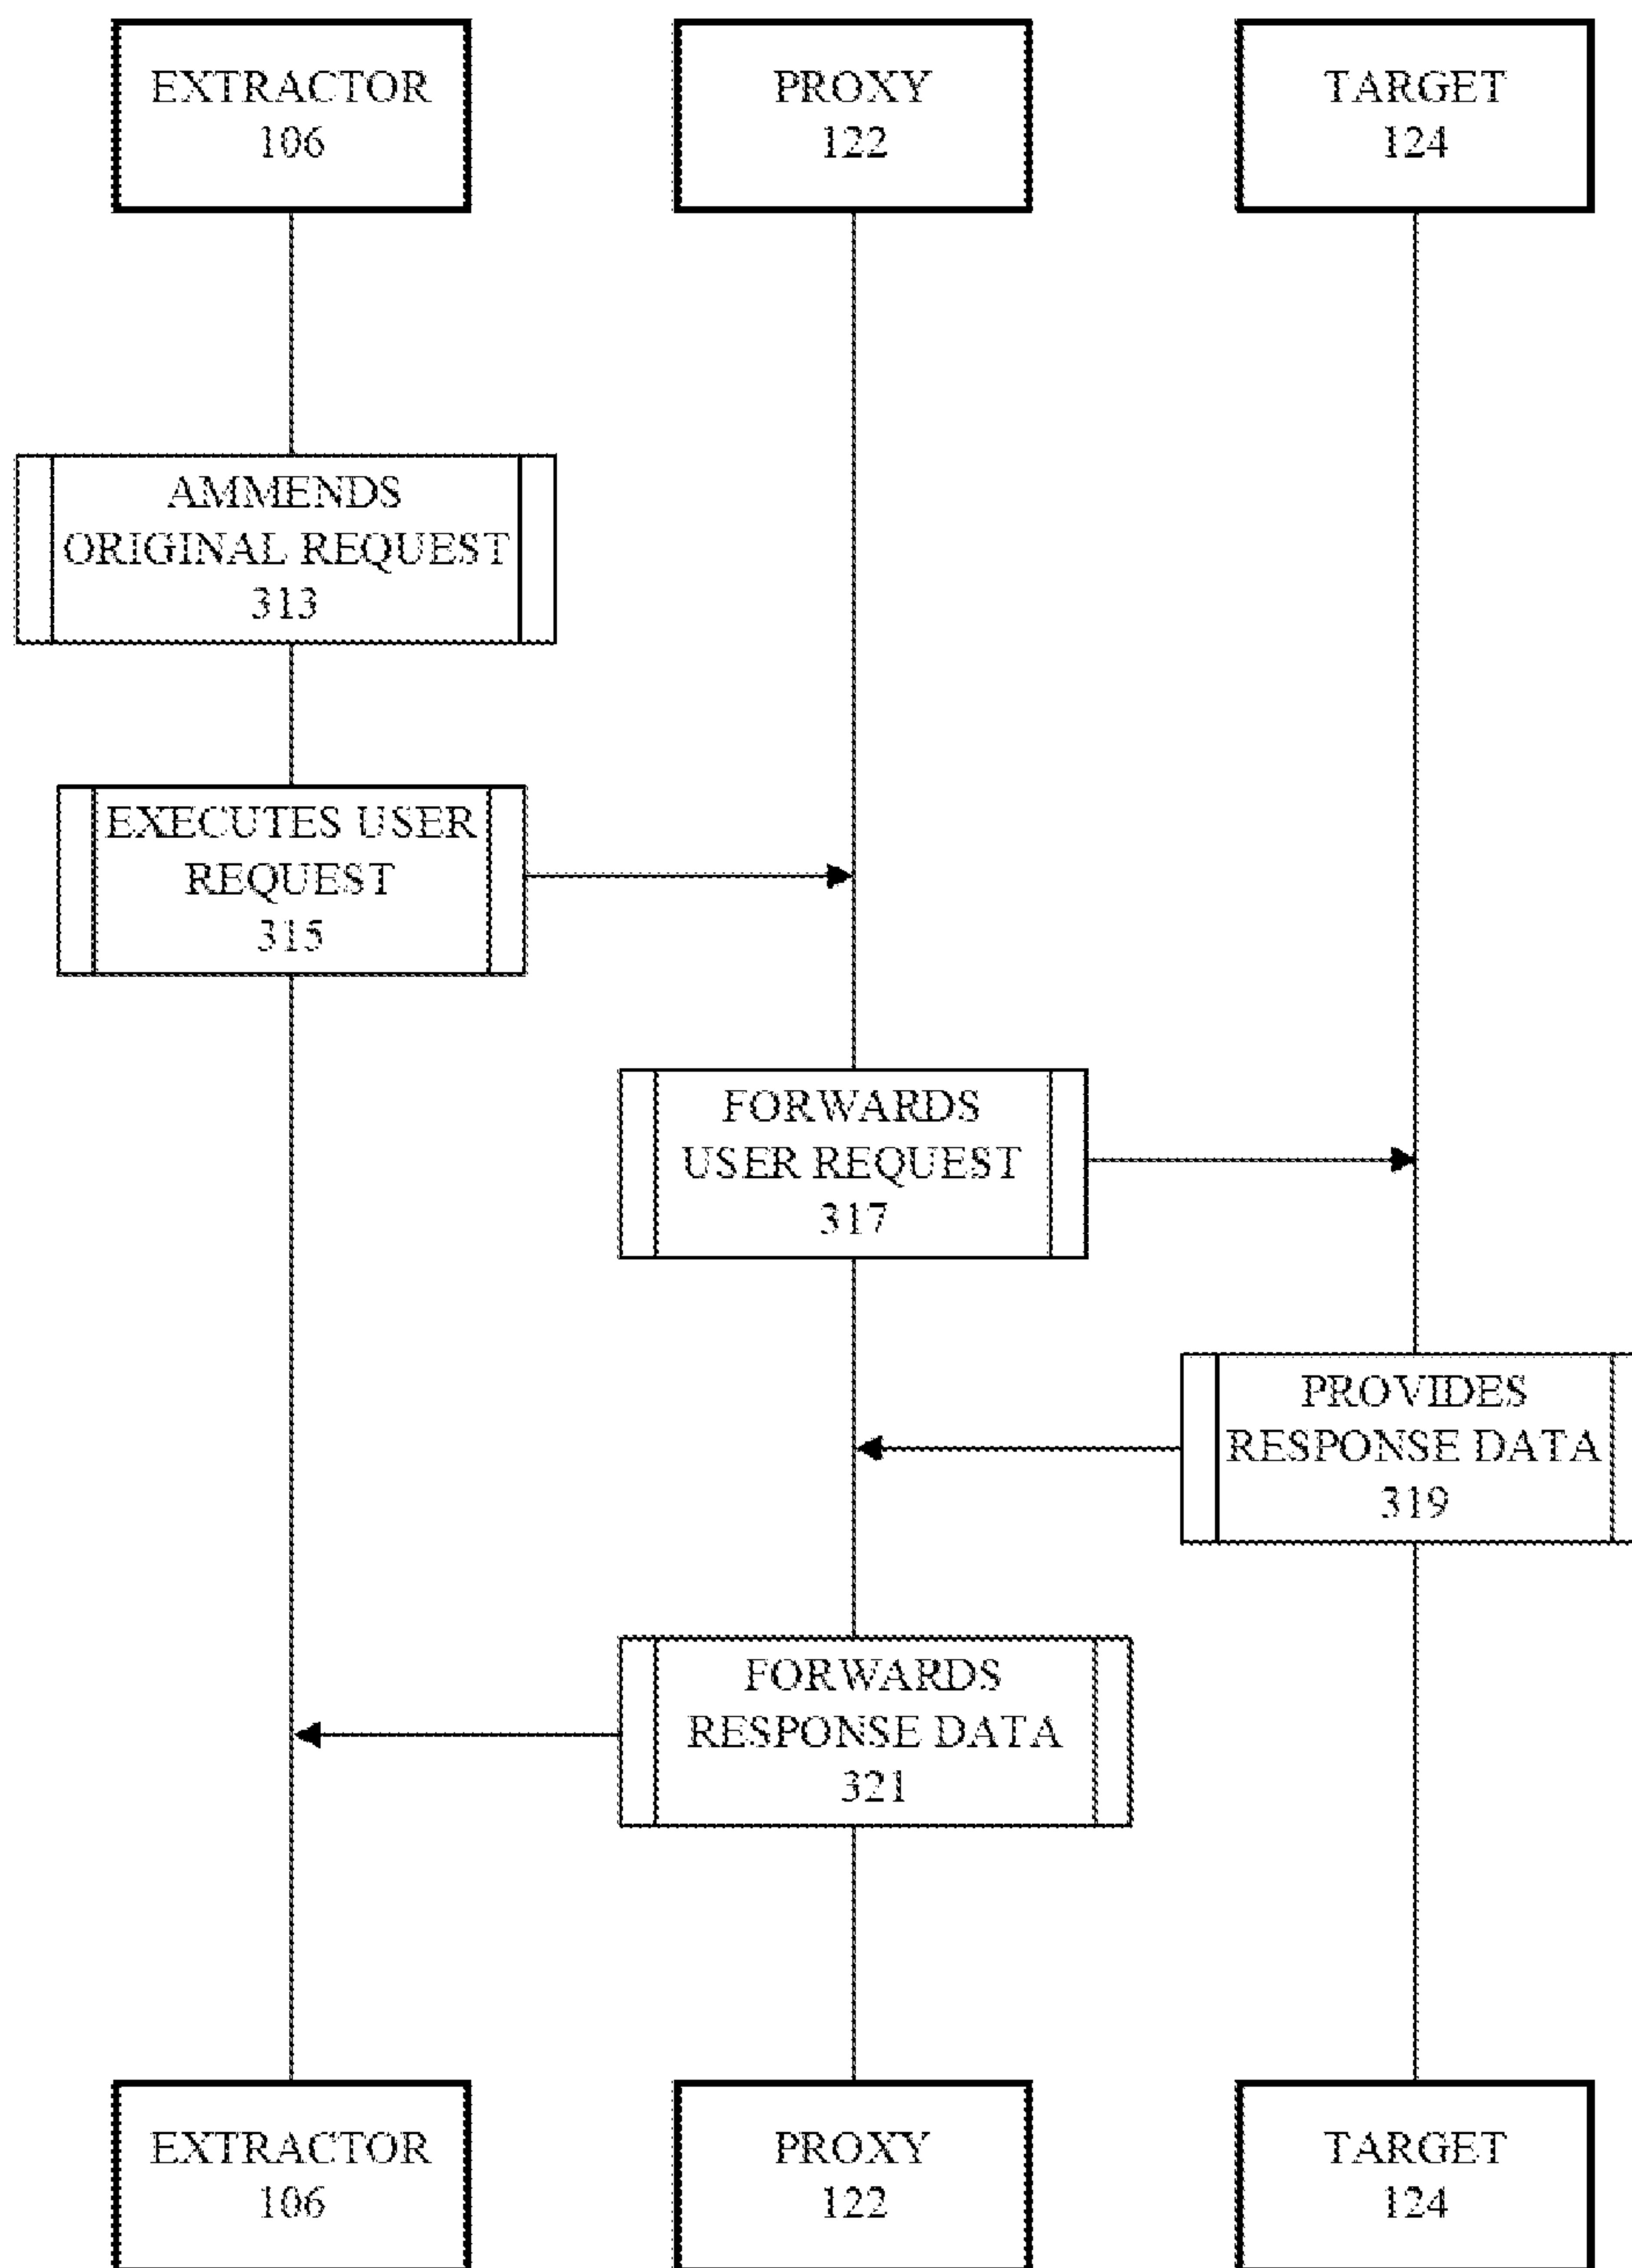 EXTRACTOR
106
PROXY
122
TARGET
124
AMMENDS
ORIGINAL REQUEST
313
EXECUTES USER
REQUEST
315
FORWARDS
USER REQUEST
317
PROVIDES
RESPONSE DATA
319
FORWARDS
RESPONSE DATA
321
EXTRACTOR
106
PROXY
122
TARGET
124